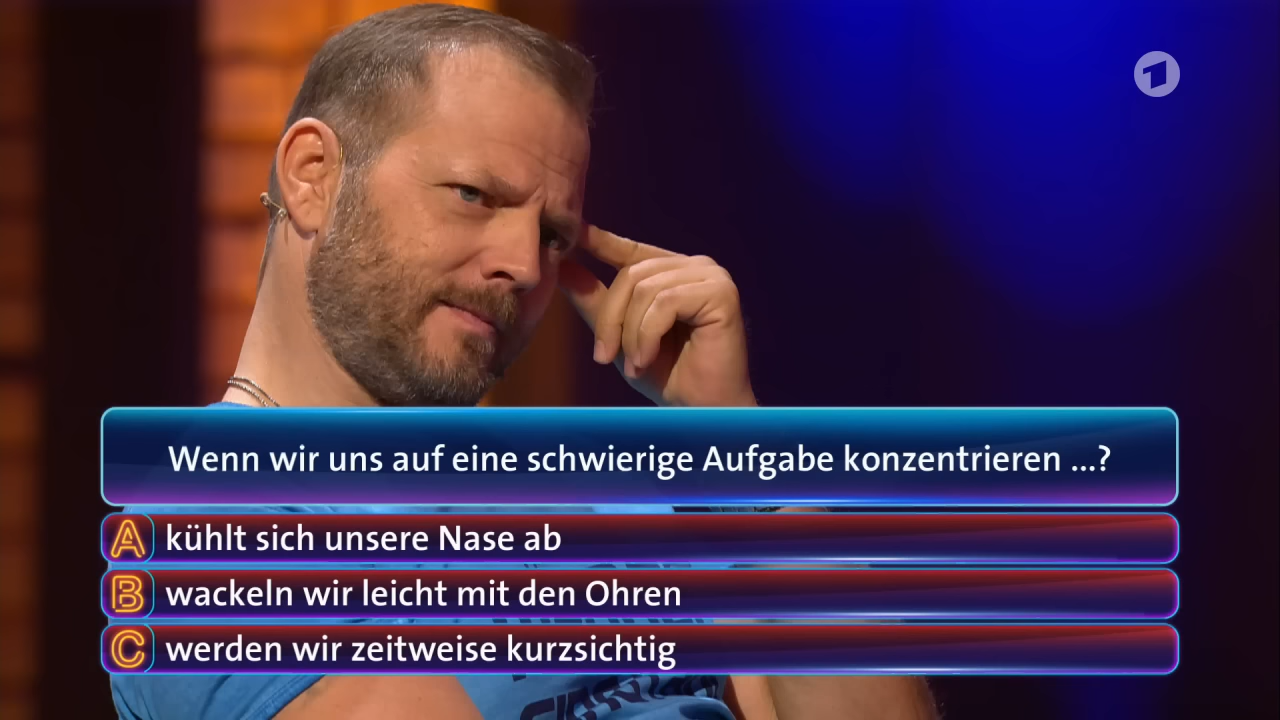 1
Wenn wir uns auf eine schwierige Aufgabe konzentrieren ...?
A kühlt sich unsere Nase ab
B wackeln wir leicht mit den Ohren
C werden wir zeitweise kurzsichtig